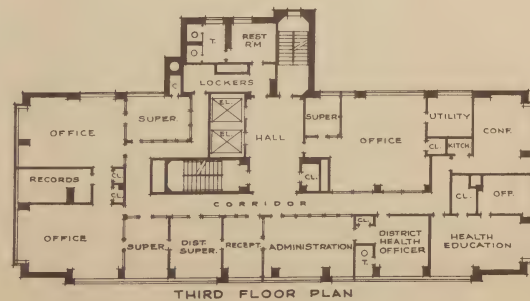 REST
RM
T.
LOCKERS
C
EL.
EL.
OFFICE
SUPER.
HALL
SUPER
OFFICE
UTILITY
CONF.
CL.
KITCH.
RECORDS
CL.
CL.
CL.
CL.
OFF.
CORRIDOR
OFFICE
SUPER
DIST.
SUPER.
RECEPT.
ADMINISTRATION
CL.
T.
DISTRICT
HEALTH
OFFICER
HEALTH
EDUCATION
THIRD FLOOR PLAN